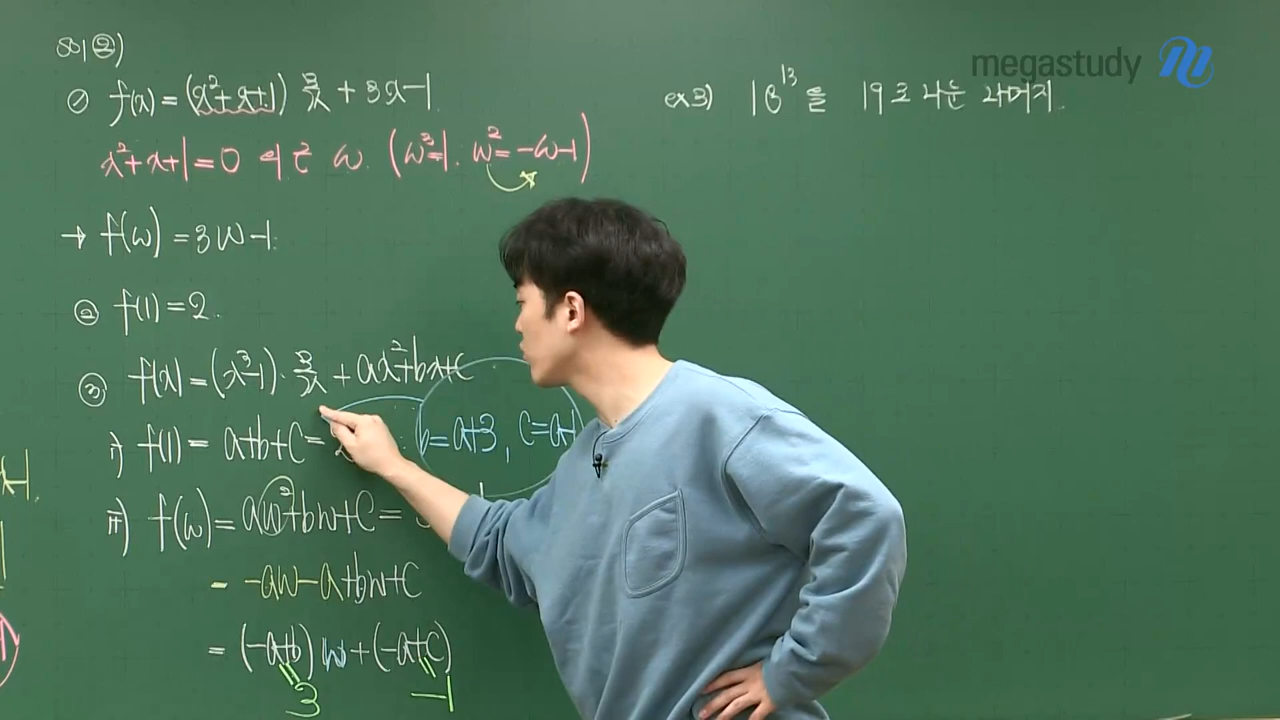 sol ②)
① f(x) = (x²+x+1) 몫 + 3x-1
x²+x+1=0 의 근 ω. (ω³=1. ω²=-ω-1)
→ f(ω) = 3ω-1.
② f(1) = 2.
③ f(x) = (x³-1)·몫 + ax²+bx+c
ⅰ) f(1) = a+b+c =
b=a+3, c=a-1
ⅱ) f(ω) = aω²+bω+c =
= -aω-a+bω+c
= (-a+b)ω+(-a+c)
3 -1
megastudy
ex3) 18¹³을 19로 나눈 나머지.